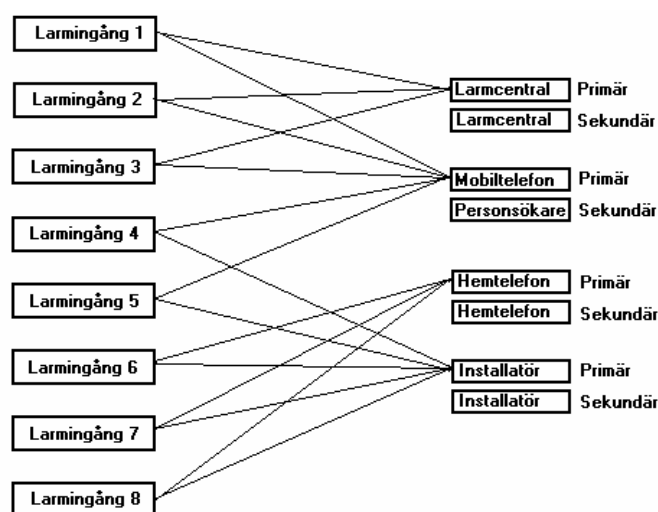 Larmingång 1
Larmingång 2
Larmingång 3
Larmingång 4
Larmingång 5
Larmingång 6
Larmingång 7
Larmingång 8
Larmcentral Primär
Larmcentral Sekundär
Mobiltelefon Primär
Personsökare Sekundär
Hemtelefon Primär
Hemtelefon Sekundär
Installatör Primär
Installatör Sekundär